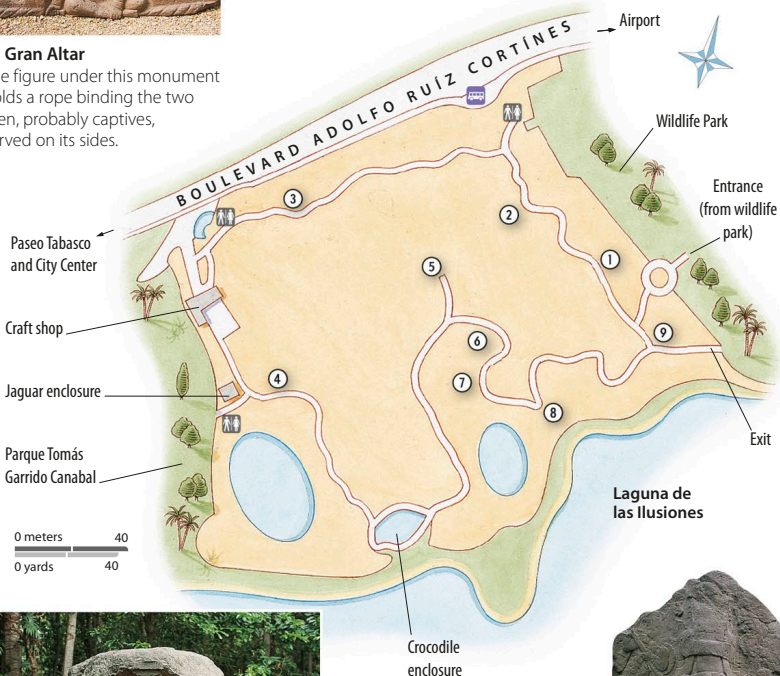 Gran Altar
e figure under this monument
olds a rope binding the two
en, probably captives,
rved on its sides.
Airport
BOULEVARD ADOLFO RUÍZ CORTÍNES
Wildlife Park
Entrance
(from wildlife
park)
Paseo Tabasco
and City Center
Craft shop
Jaguar enclosure
Parque Tomás
Garrido Canabal
0 meters 40
0 yards 40
3
2
1
5
6
9
4
7
8
Exit
Laguna de
las Ilusiones
Crocodile
enclosure